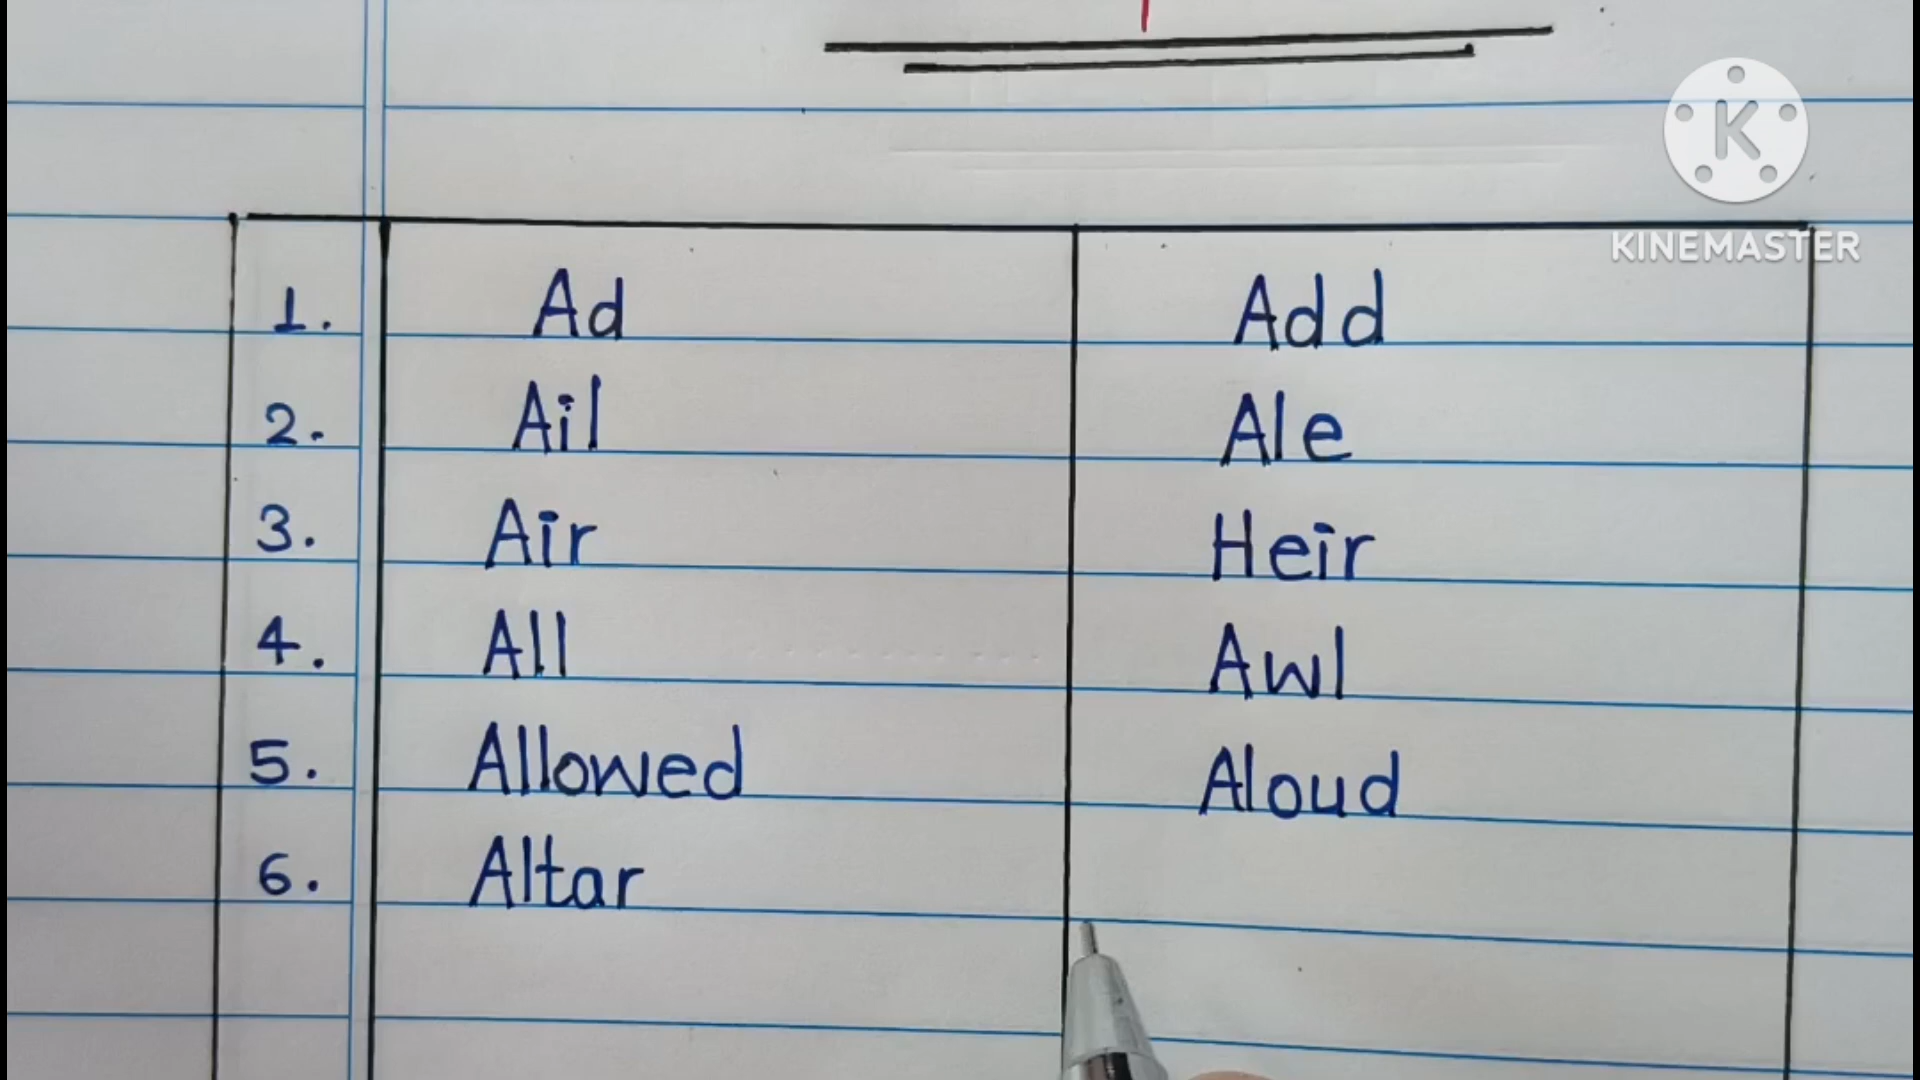 K
KINEMASTER
1. Ad Add
2. Ail Ale
3. Air Heir
4. All Awl
5. Allowed Aloud
6. Altar